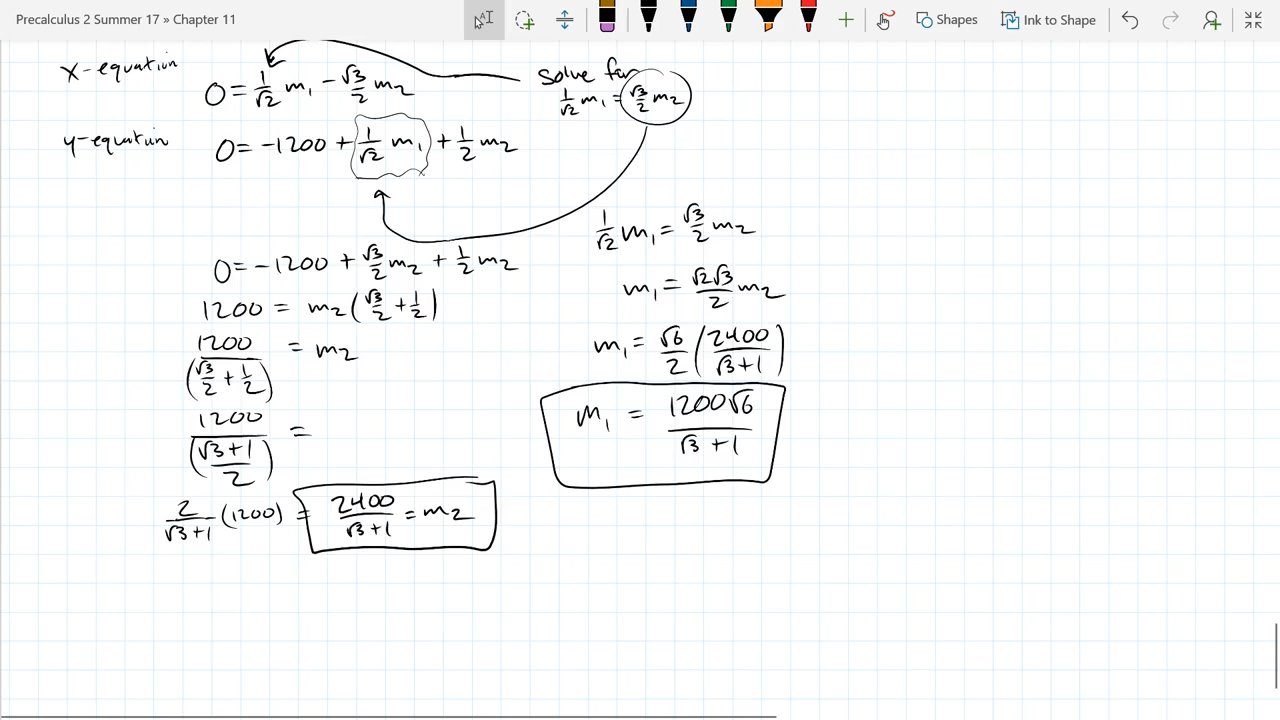 Precalculus 2 Summer 17 » Chapter 11
Shapes
Ink to Shape
x-equation
0 = 1/√2 m₁ - √3/2 m₂
solve for
1/√2 m₁ = √3/2 m₂
y-equation
0 = -1200 + 1/√2 m₁ + 1/2 m₂
0 = -1200 + √3/2 m₂ + 1/2 m₂
1200 = m₂(√3/2 + 1/2)
1200/(√3/2 + 1/2) = m₂
1200/((√3+1)/2) =
2/(√3+1) (1200) = 2400/(√3+1) = m₂
1/√2 m₁ = √3/2 m₂
m₁ = √2√3/2 m₂
m₁ = √6/2 (2400/(√3+1))
m₁ = 1200√6/(√3+1)